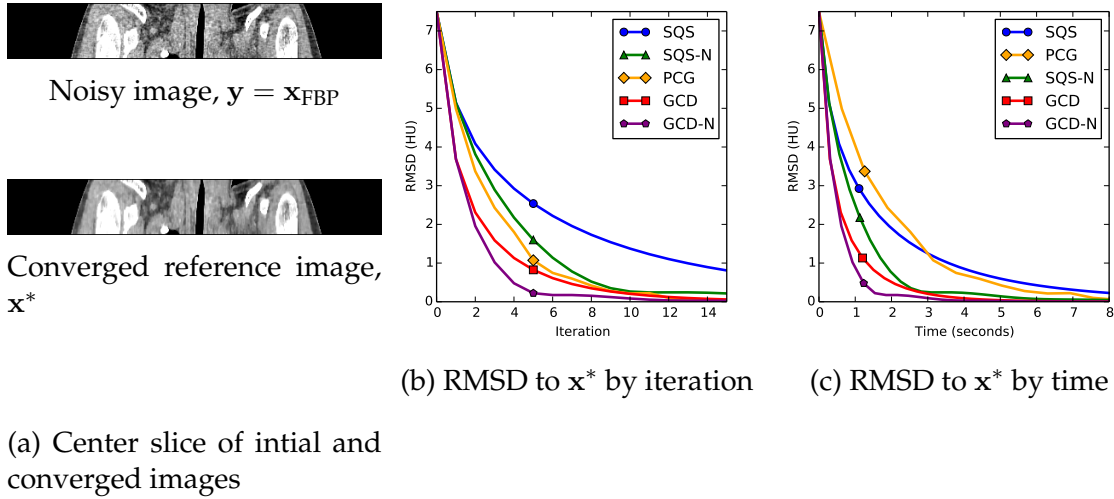 Noisy image, y = x_FBP
Converged reference image,
x*
(a) Center slice of intial and
converged images
RMSD (HU)
7
6
5
4
3
2
1
0
0 2 4 6 8 10 12 14
Iteration
SQS
SQS-N
PCG
GCD
GCD-N
(b) RMSD to x* by iteration
RMSD (HU)
7
6
5
4
3
2
1
0
0 1 2 3 4 5 6 7 8
Time (seconds)
SQS
PCG
SQS-N
GCD
GCD-N
(c) RMSD to x* by time